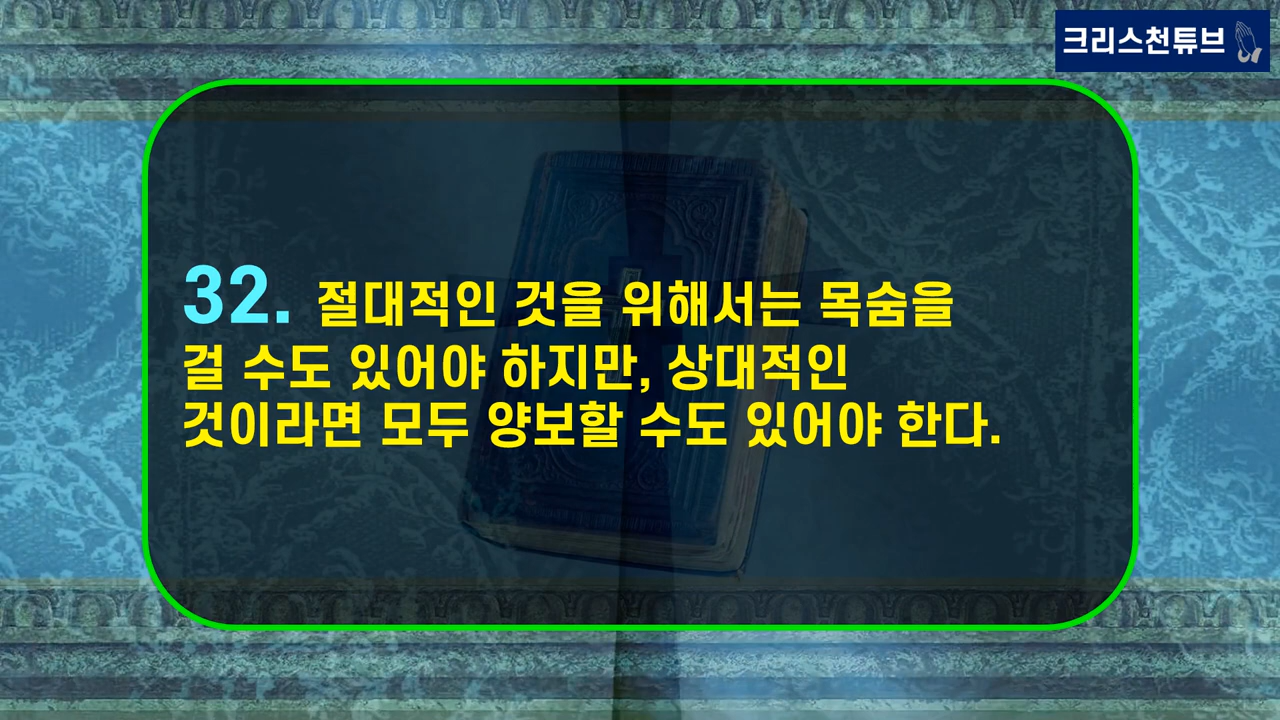 크리스천튜브
32. 절대적인 것을 위해서는 목숨을
걸 수도 있어야 하지만, 상대적인
것이라면 모두 양보할 수도 있어야 한다.